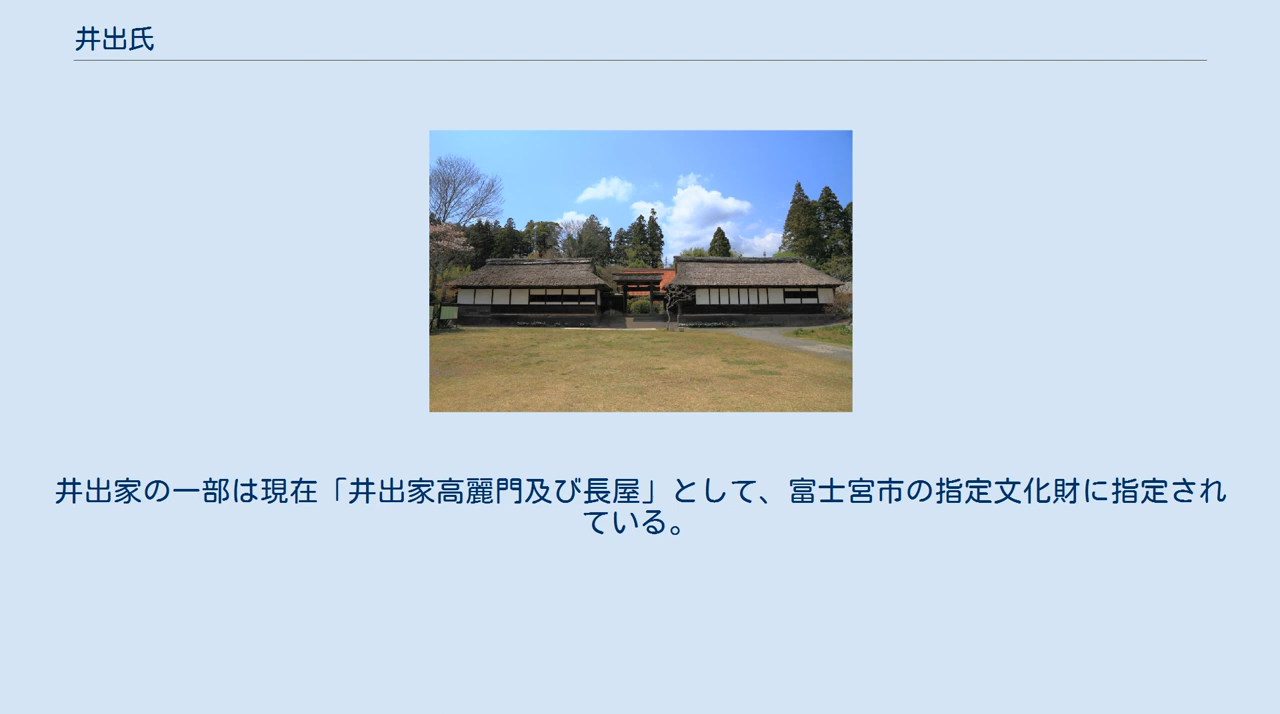 井出氏
井出家の一部は現在「井出家高麗門及び長屋」として、富士宮市の指定文化財に指定され
ている。